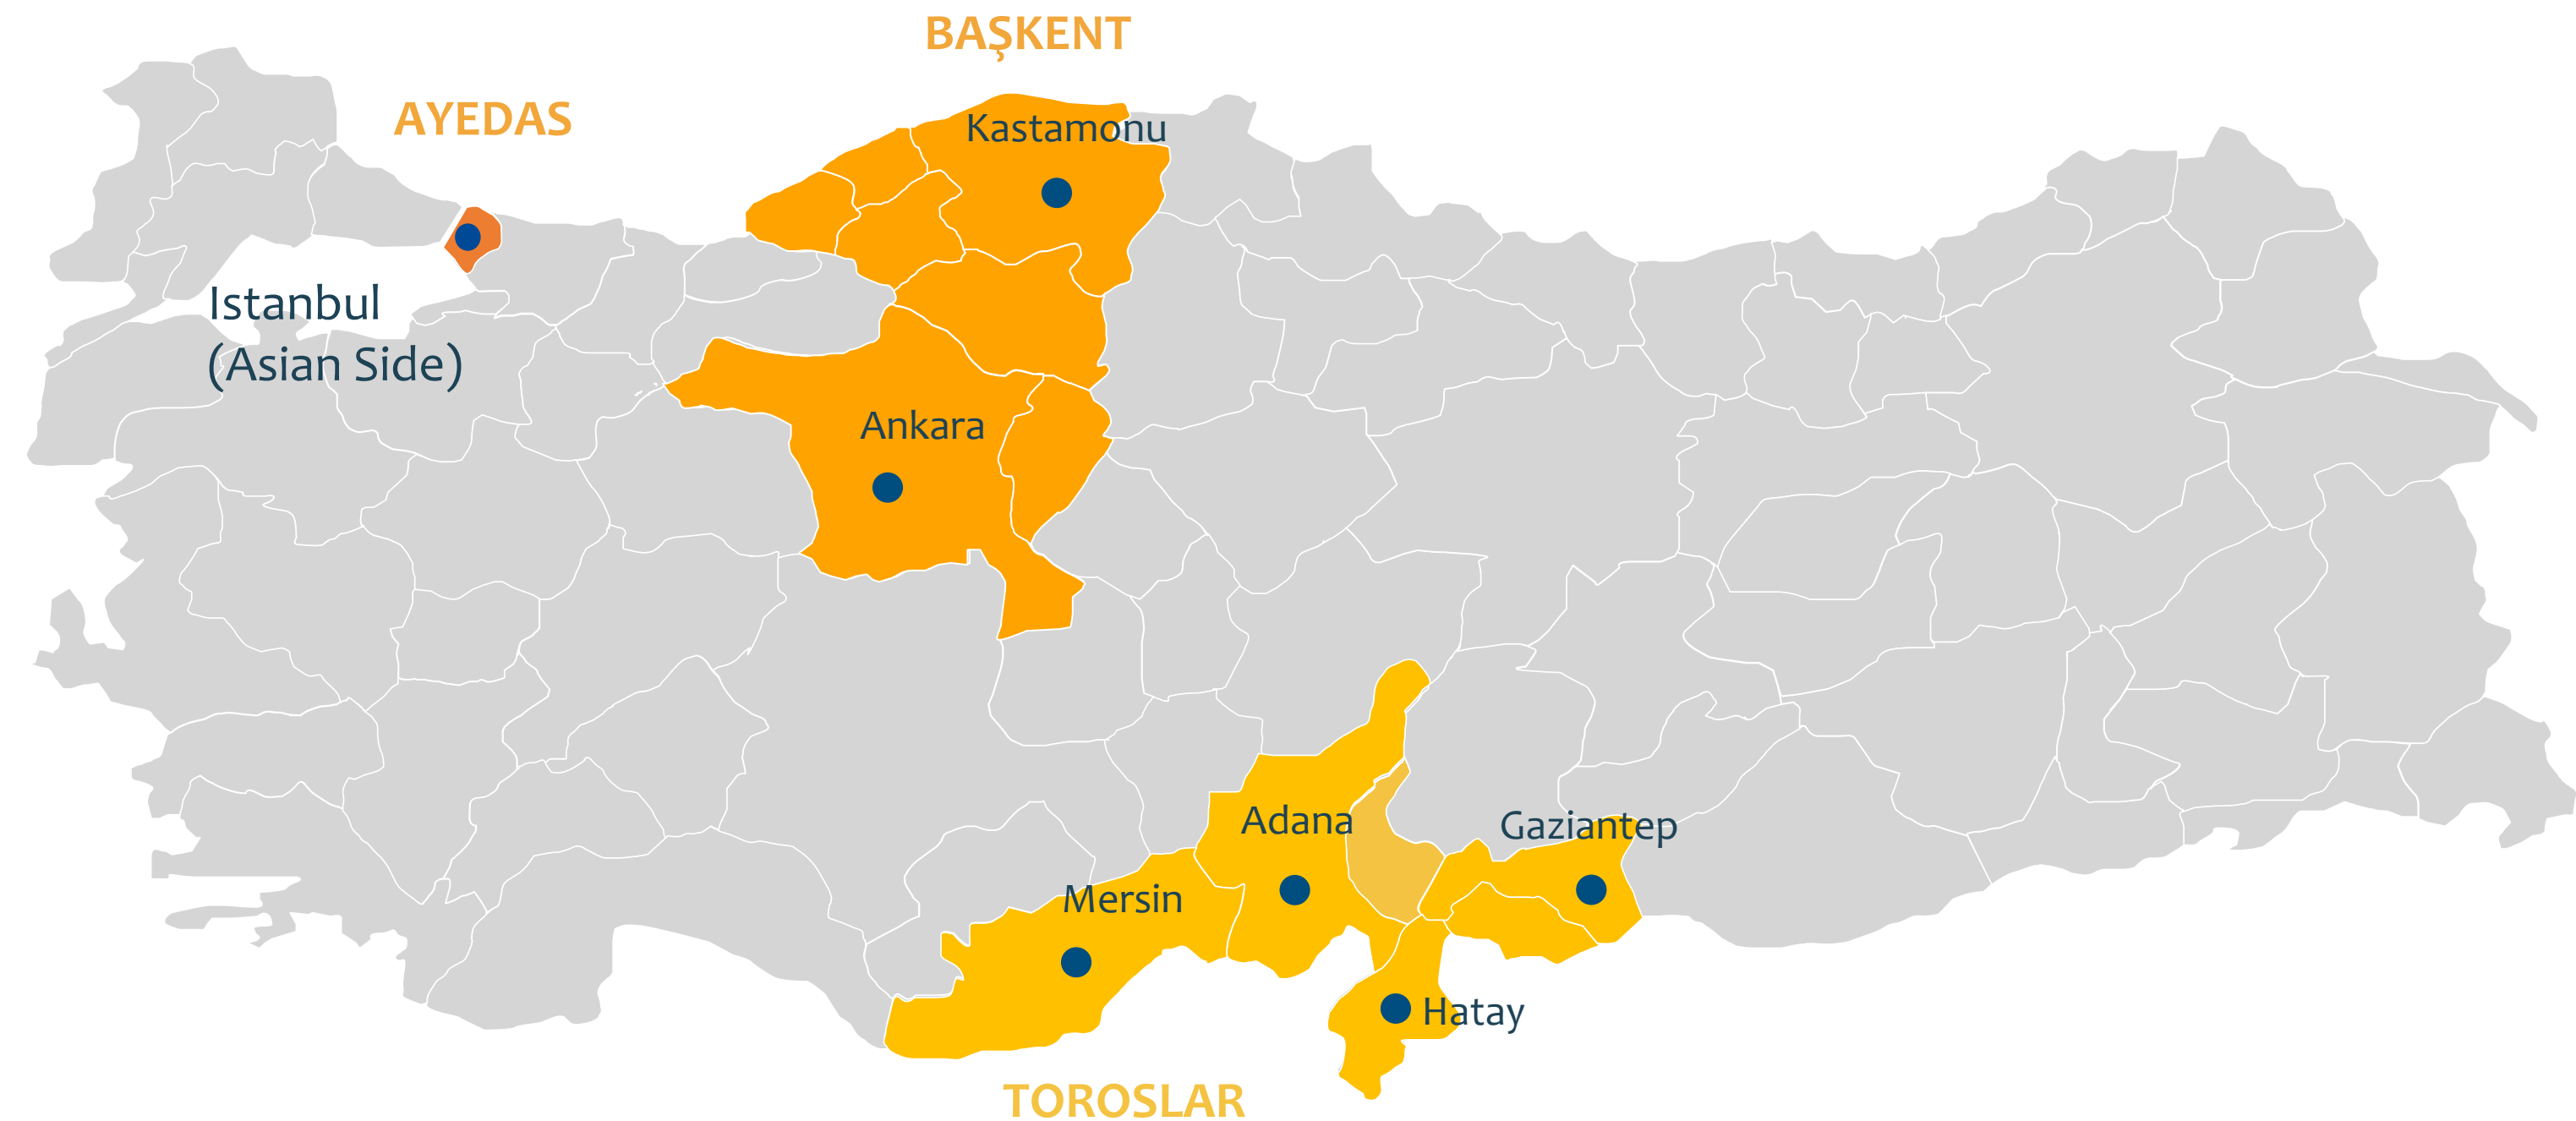 BAŞKENT
AYEDAS
Kastamonu
Istanbul
(Asian Side)
Ankara
Adana
Gaziantep
Mersin
Hatay
TOROSLAR